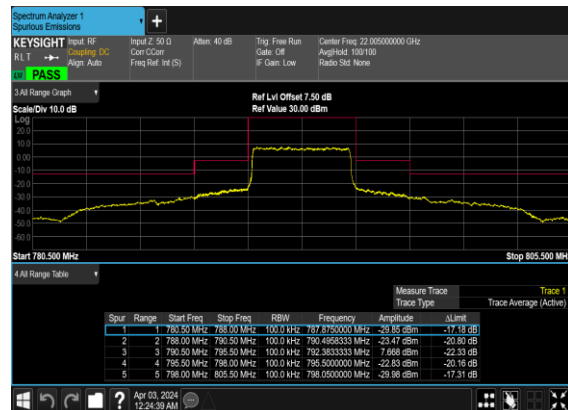 Spectrum Analyzer 1
Spurious Emissions
+
KEYSIGHT Input: RF Input Z: 50 Ω Atten: 40 dB Trig: Free Run Center Freq: 22.005000000 GHz
RLT Coupling: DC Corr CCorr Gate: Off Avg|Hold: 100/100
Align: Auto Freq Ref: Int (S) IF Gain: Low Radio Std: None
PASS
3 All Range Graph
Ref Lvl Offset 7.50 dB
Scale/Div 10.0 dB Ref Value 30.00 dBm
Log
20.0
10.0
0.00
-10.0
-20.0
-30.0
-40.0
-50.0
-60.0
Start 780.500 MHz Stop 805.500 MH
4 All Range Table
Measure Trace Trace 1
Trace Type Trace Average (Active)
Spur Range Start Freq Stop Freq RBW Frequency Amplitude ΔLimit
1 1 780.50 MHz 788.00 MHz 100.0 kHz 787.8750000 MHz -29.85 dBm -17.18 dB
2 2 788.00 MHz 790.50 MHz 100.0 kHz 790.4958333 MHz -23.47 dBm -20.80 dB
3 3 790.50 MHz 795.50 MHz 100.0 kHz 792.3833333 MHz 7.668 dBm -22.33 dB
4 4 795.50 MHz 798.00 MHz 100.0 kHz 795.5000000 MHz -22.83 dBm -20.16 dB
5 5 798.00 MHz 805.50 MHz 100.0 kHz 798.0500000 MHz -29.98 dBm -17.31 dB
? Apr 03, 2024
12:24:39 AM